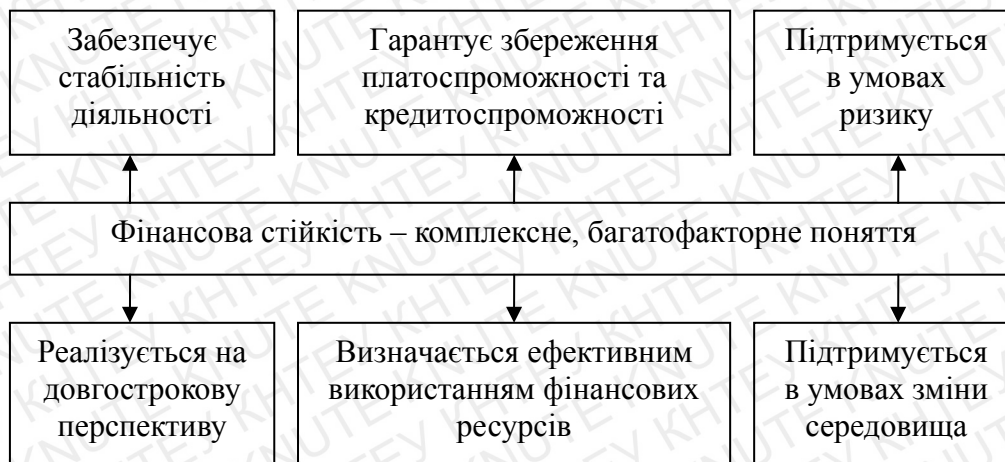 Забезпечує
стабільність
діяльності
Гарантує збереження
платоспроможності та
кредитоспроможності
Підтримується
в умовах
ризику
Фінансова стійкість – комплексне, багатофакторне поняття
Реалізується на
довгострокову
перспективу
Визначається ефективним
використанням фінансових
ресурсів
Підтримується
в умовах зміни
середовища